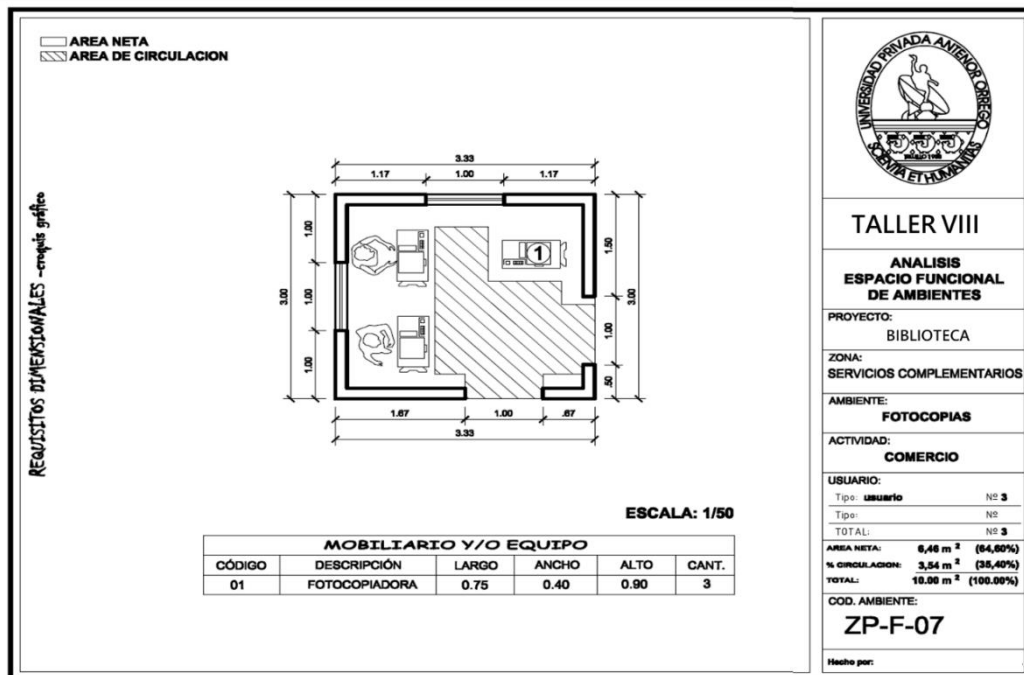 AREA NETA
AREA DE CIRCULACION
REQUISITOS DIMENSIONALES -croquis gráfico
3.33
1.17 1.00 1.17
3.00
1.00
1.00
1.00
1
1.50
1.00
.50
3.00
1.67 1.00 .67
3.33
ESCALA: 1/50
MOBILIARIO Y/O EQUIPO
CÓDIGO DESCRIPCIÓN LARGO ANCHO ALTO CANT.
01 FOTOCOPIADORA 0.75 0.40 0.90 3
UNIVERSIDAD PRIVADA ANTENOR ORREGO
TRUJILLO 1988
SCIENTIA ET HUMANITAS
TALLER VIII
ANALISIS
ESPACIO FUNCIONAL
DE AMBIENTES
PROYECTO:
BIBLIOTECA
ZONA:
SERVICIOS COMPLEMENTARIOS
AMBIENTE:
FOTOCOPIAS
ACTIVIDAD:
COMERCIO
USUARIO:
Tipo: usuario Nº 3
Tipo: Nº
TOTAL: Nº 3
AREA NETA: 6,46 m² (64,60%)
% CIRCULACION: 3,54 m² (35,40%)
TOTAL: 10.00 m² (100.00%)
COD. AMBIENTE:
ZP-F-07
Hecho por: